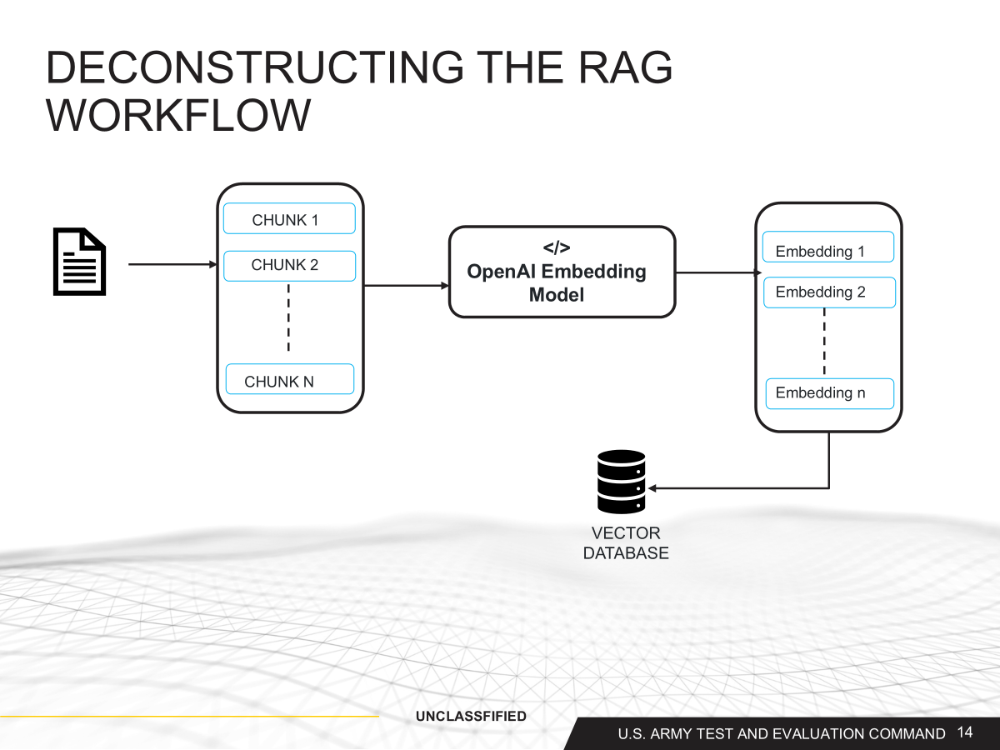 DECONSTRUCTING THE RAG
WORKFLOW
CHUNK 1
CHUNK 2
CHUNK N
</>
OpenAI Embedding
Model
Embedding 1
Embedding 2
Embedding n
VECTOR
DATABASE
UNCLASSFIFIED
U.S. ARMY TEST AND EVALUATION COMMAND 14